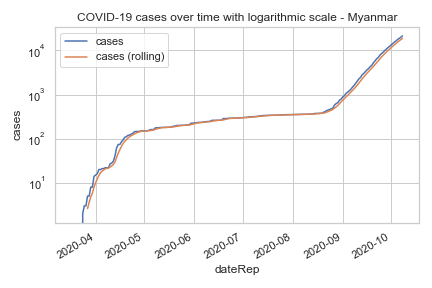 COVID-19 cases over time with logarithmic scale - Myanmar
cases
cases (rolling)
10⁴
10³
10²
10¹
cases
2020-04
2020-05
2020-06
2020-07
2020-08
2020-09
2020-10
dateRep